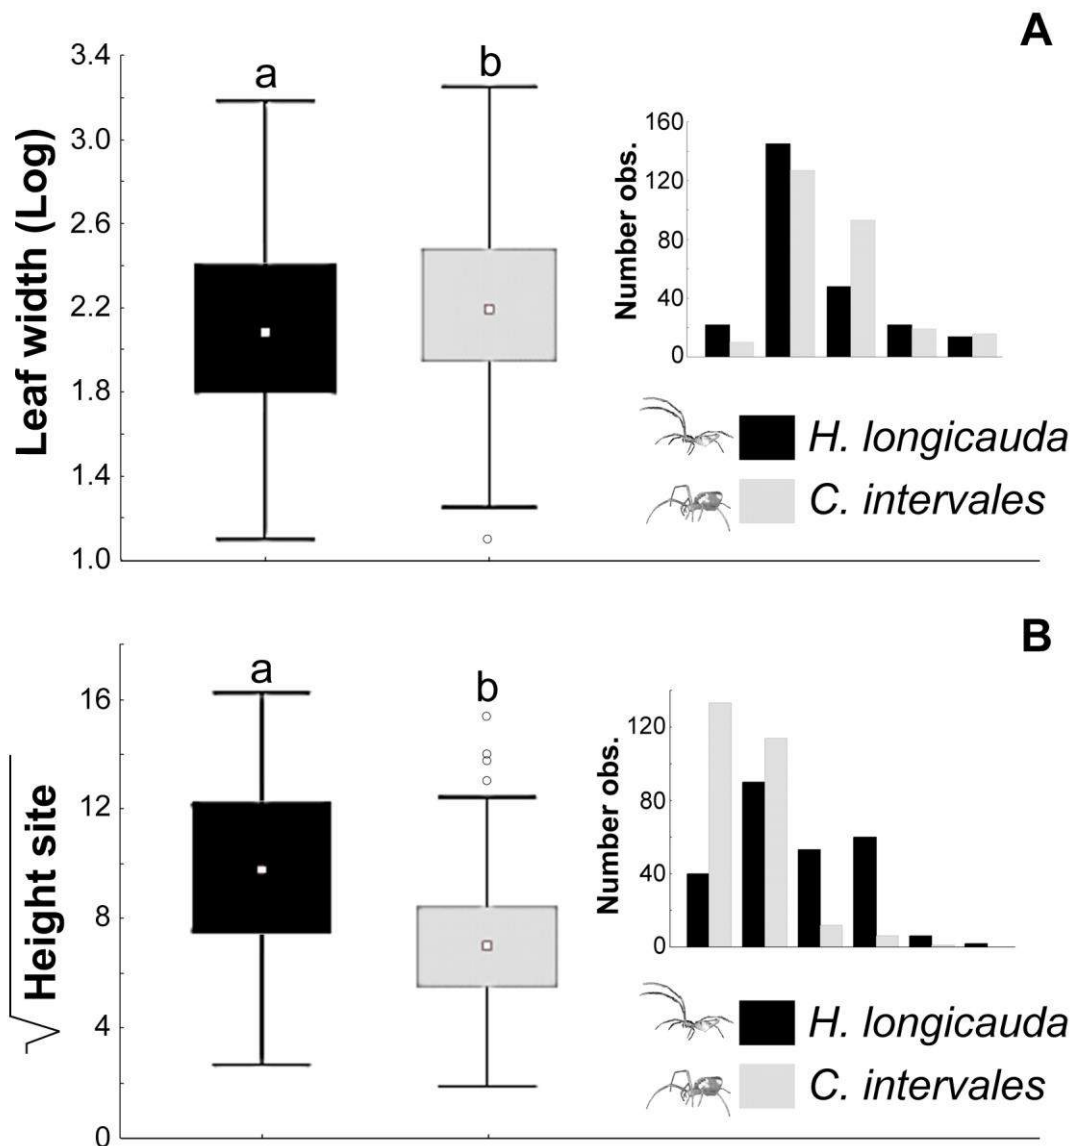 A
3.4
3.0
2.6
2.2
1.8
1.4
1.0
Leaf width (Log)
a
b
160
120
80
40
0
Number obs.
H. longicauda
C. intervales
B
16
12
8
4
0
√Height site
a
b
120
80
40
0
Number obs.
H. longicauda
C. intervales